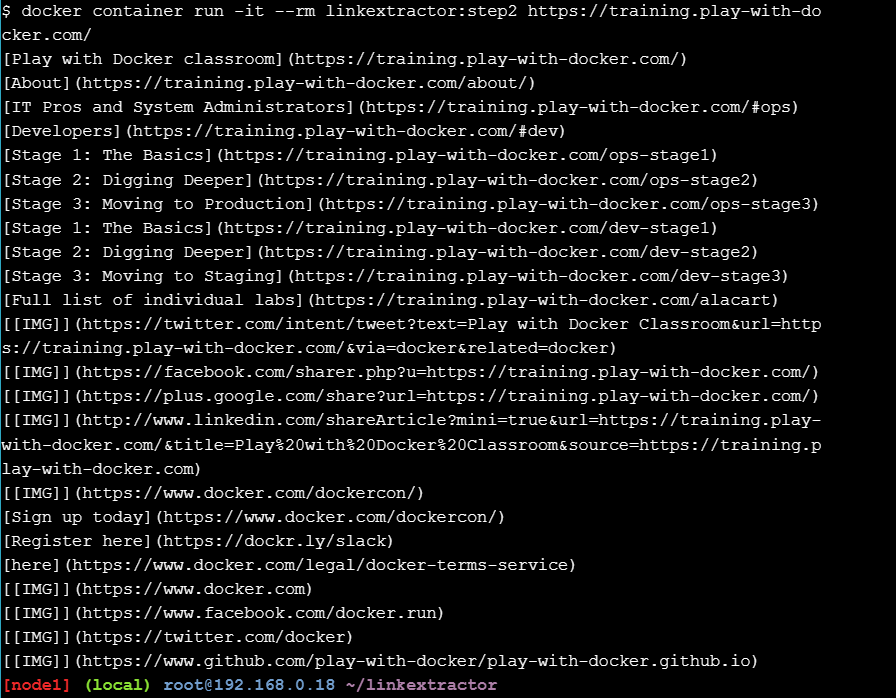 $ docker container run -it --rm linkextractor:step2 https://training.play-with-do
cker.com/
[Play with Docker classroom](https://training.play-with-docker.com/)
[About](https://training.play-with-docker.com/about/)
[IT Pros and System Administrators](https://training.play-with-docker.com/#ops)
[Developers](https://training.play-with-docker.com/#dev)
[Stage 1: The Basics](https://training.play-with-docker.com/ops-stage1)
[Stage 2: Digging Deeper](https://training.play-with-docker.com/ops-stage2)
[Stage 3: Moving to Production](https://training.play-with-docker.com/ops-stage3)
[Stage 1: The Basics](https://training.play-with-docker.com/dev-stage1)
[Stage 2: Digging Deeper](https://training.play-with-docker.com/dev-stage2)
[Stage 3: Moving to Staging](https://training.play-with-docker.com/dev-stage3)
[Full list of individual labs](https://training.play-with-docker.com/alacart)
[[IMG]](https://twitter.com/intent/tweet?text=Play with Docker Classroom&url=http
s://training.play-with-docker.com/&via=docker&related=docker)
[[IMG]](https://facebook.com/sharer.php?u=https://training.play-with-docker.com/)
[[IMG]](https://plus.google.com/share?url=https://training.play-with-docker.com/)
[[IMG]](http://www.linkedin.com/shareArticle?mini=true&url=https://training.play-
with-docker.com/&title=Play%20with%20Docker%20Classroom&source=https://training.p
lay-with-docker.com)
[[IMG]](https://www.docker.com/dockercon/)
[Sign up today](https://www.docker.com/dockercon/)
[Register here](https://dockr.ly/slack)
[here](https://www.docker.com/legal/docker-terms-service)
[[IMG]](https://www.docker.com)
[[IMG]](https://www.facebook.com/docker.run)
[[IMG]](https://twitter.com/docker)
[[IMG]](https://www.github.com/play-with-docker/play-with-docker.github.io)
[node1] (local) root@192.168.0.18 ~/linkextractor